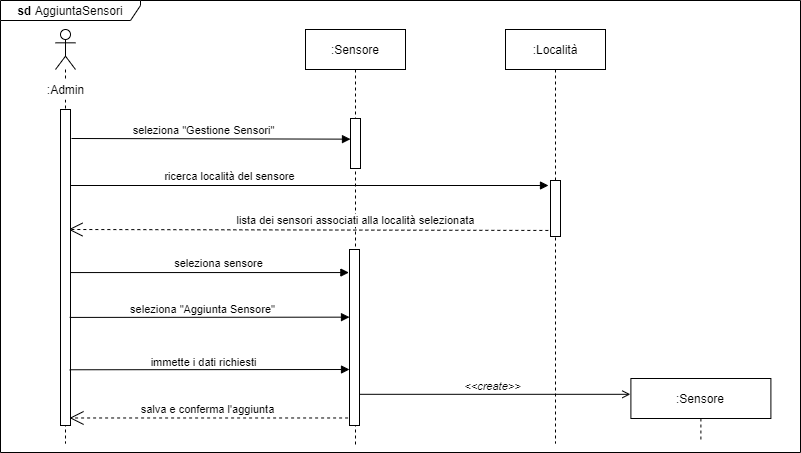 sd AggiuntaSensori
:Admin
:Sensore
:Località
seleziona "Gestione Sensori"
ricerca località del sensore
lista dei sensori associati alla località selezionata
seleziona sensore
seleziona "Aggiunta Sensore"
immette i dati richiesti
<<create>>
:Sensore
salva e conferma l'aggiunta